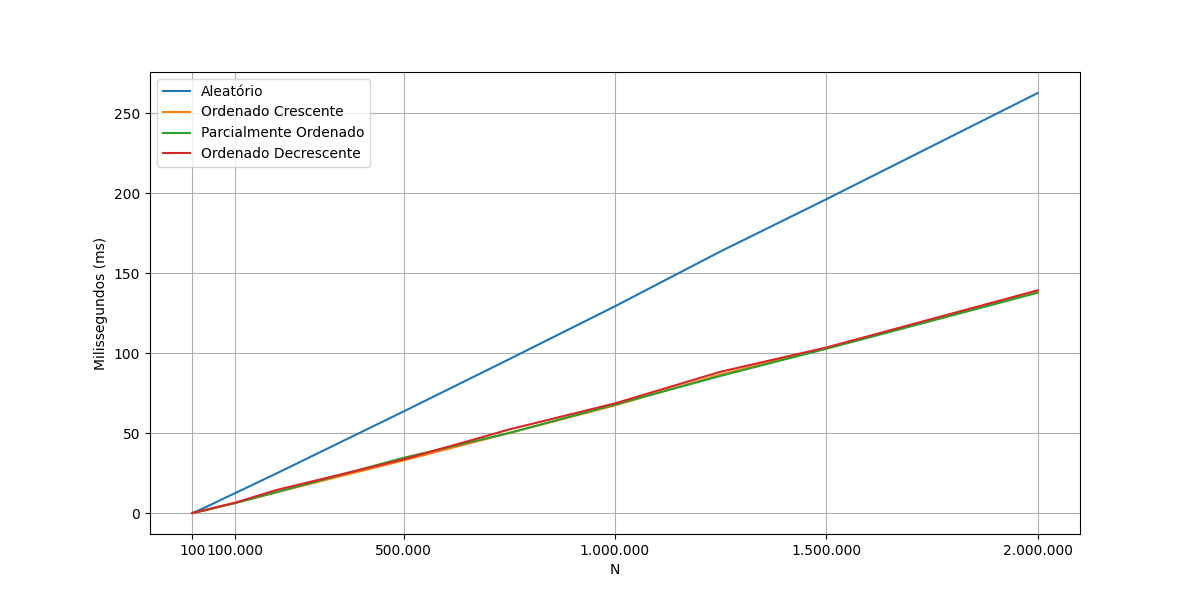 Aleatório
Ordenado Crescente
Parcialmente Ordenado
Ordenado Decrescente
250
200
150
100
50
0
Milissegundos (ms)
100 100.000 500.000 1.000.000 1.500.000 2.000.000
N